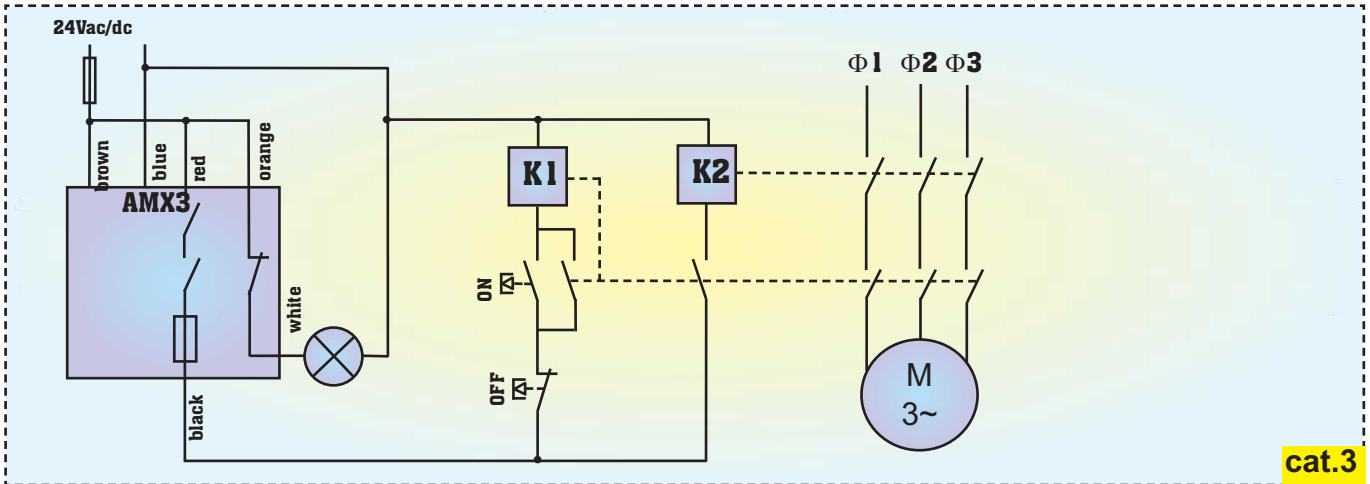 24Vac/dc
Φ1 Φ2 Φ3
brown
blue
red
orange
AMX3
K1
K2
ON
white
OFF
M
3~
black
cat.3